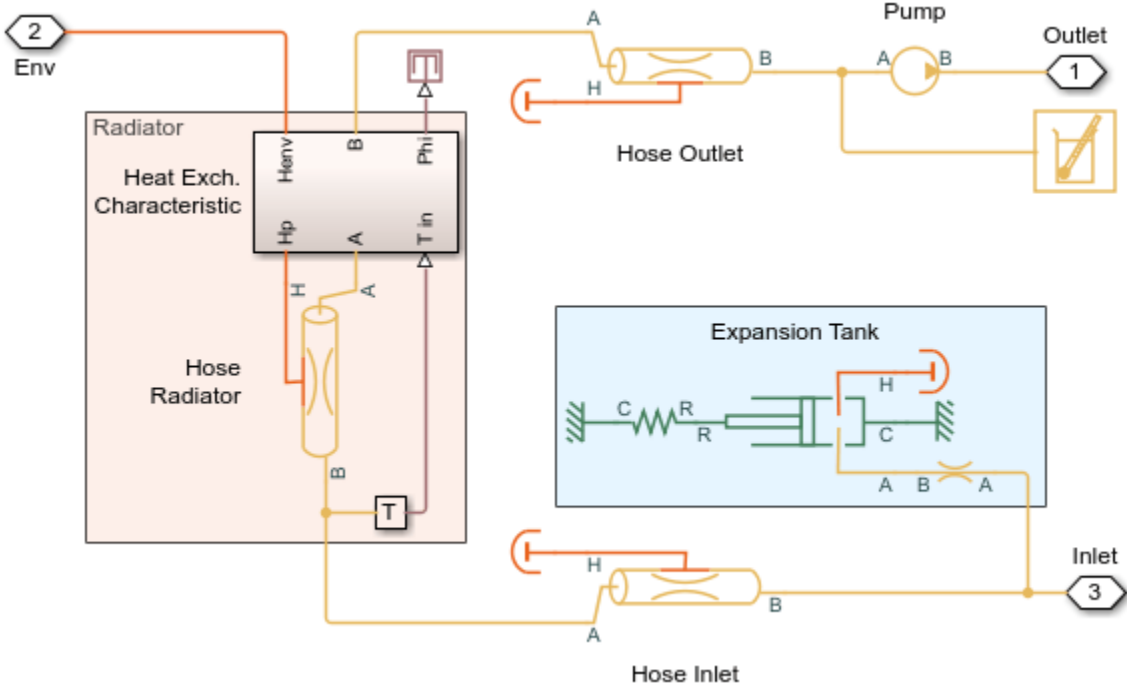 2
Env
Radiator
Heat Exch.
Characteristic
Henv
B
Phi
Hp
A
T in
H
A
Hose
Radiator
B
T
A
H
B
Hose Outlet
Pump
A
B
Outlet
1
Expansion Tank
H
C
R
R
C
A
B
A
H
A
B
Hose Inlet
Inlet
3